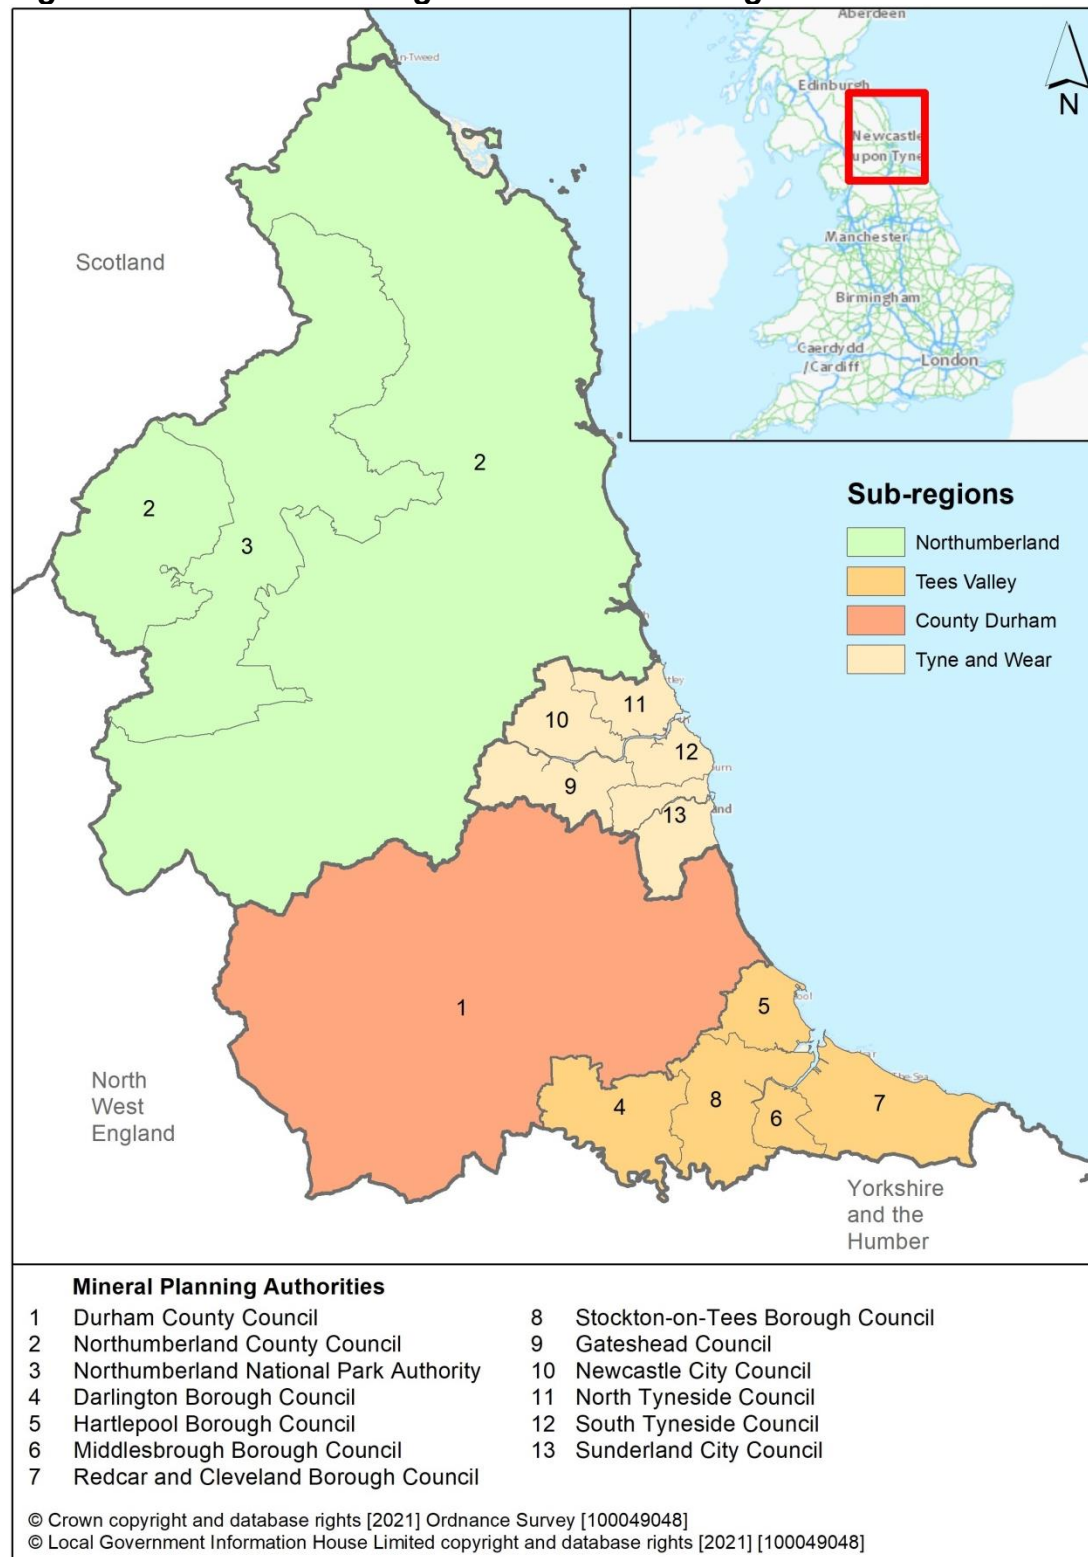 Aberdeen
n-Tweed
Edinburgh
N
Newcastle
upon Tyne
Scotland
Manchester
Birmingham
Caerdydd
/Cardiff
London
2
2
3
Sub-regions
Northumberland
Tees Valley
County Durham
Tyne and Wear
10
11
12
9
13
1
5
4
8
6
7
North
West
England
Yorkshire
and the
Humber
Mineral Planning Authorities
1 Durham County Council
2 Northumberland County Council
3 Northumberland National Park Authority
4 Darlington Borough Council
5 Hartlepool Borough Council
6 Middlesbrough Borough Council
7 Redcar and Cleveland Borough Council
8 Stockton-on-Tees Borough Council
9 Gateshead Council
10 Newcastle City Council
11 North Tyneside Council
12 South Tyneside Council
13 Sunderland City Council
© Crown copyright and database rights [2021] Ordnance Survey [100049048]
© Local Government Information House Limited copyright and database rights [2021] [100049048]